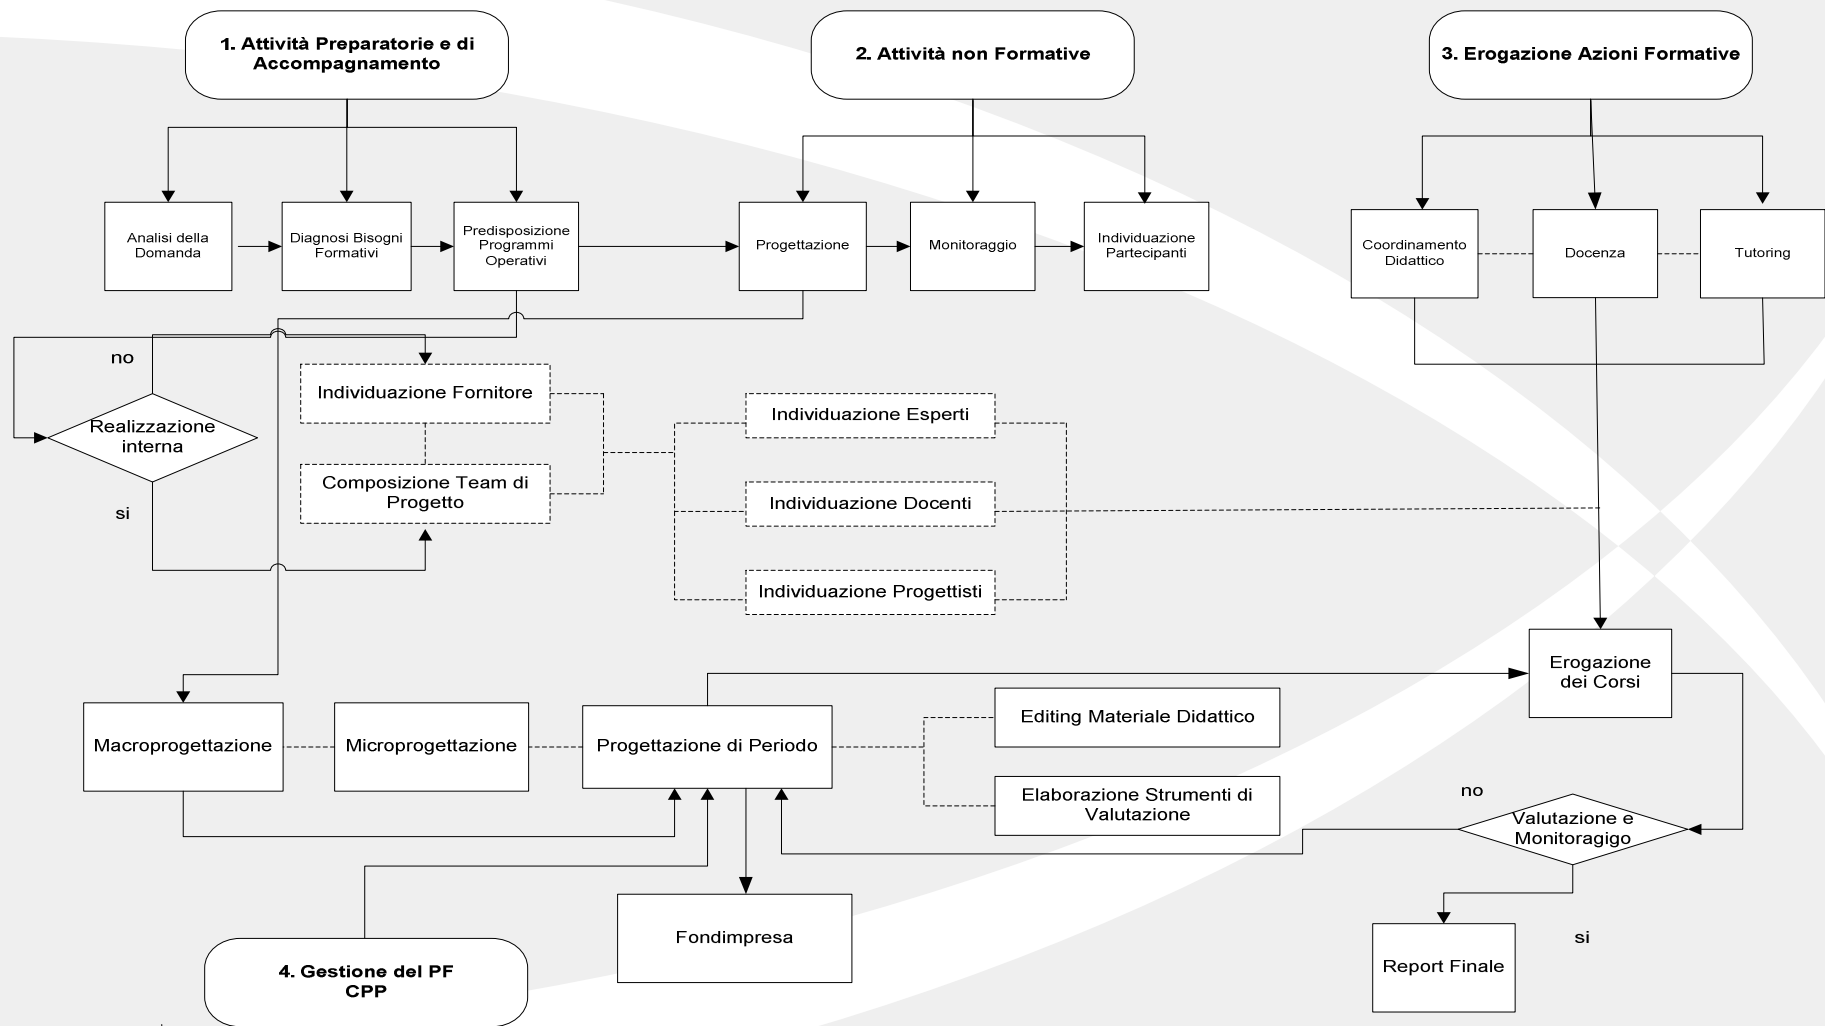 1. Attività Preparatorie e di
Accompagnamento
2. Attività non Formative
3. Erogazione Azioni Formative
Analisi della
Domanda
Diagnosi Bisogni
Formativi
Predisposizione
Programmi
Operativi
Progettazione
Monitoraggio
Individuazione
Partecipanti
Coordinamento
Didattico
Docenza
Tutoring
no
Realizzazione
interna
si
Individuazione Fornitore
Composizione Team di
Progetto
Individuazione Esperti
Individuazione Docenti
Individuazione Progettisti
Macroprogettazione
Microprogettazione
Progettazione di Periodo
Editing Materiale Didattico
Elaborazione Strumenti di
Valutazione
Erogazione
dei Corsi
no
Valutazione e
Monitoragigo
si
Report Finale
Fondimpresa
4. Gestione del PF
CPP